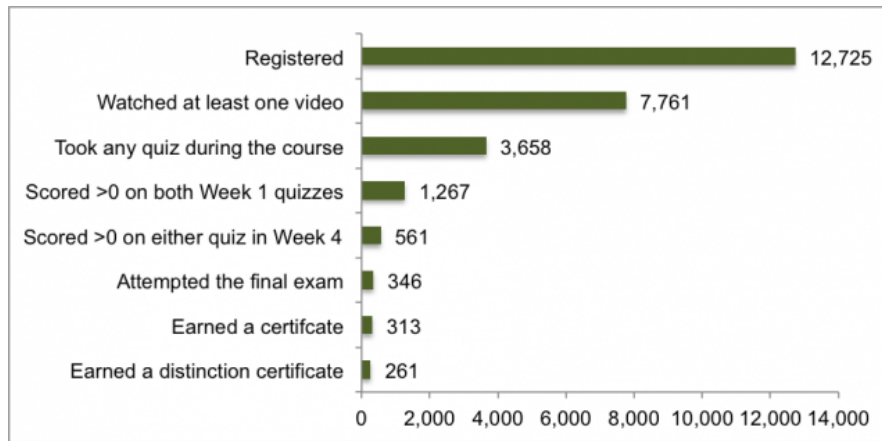 Registered 12,725
Watched at least one video 7,761
Took any quiz during the course 3,658
Scored >0 on both Week 1 quizzes 1,267
Scored >0 on either quiz in Week 4 561
Attempted the final exam 346
Earned a certifcate 313
Earned a distinction certificate 261
0 2,000 4,000 6,000 8,000 10,000 12,000 14,000